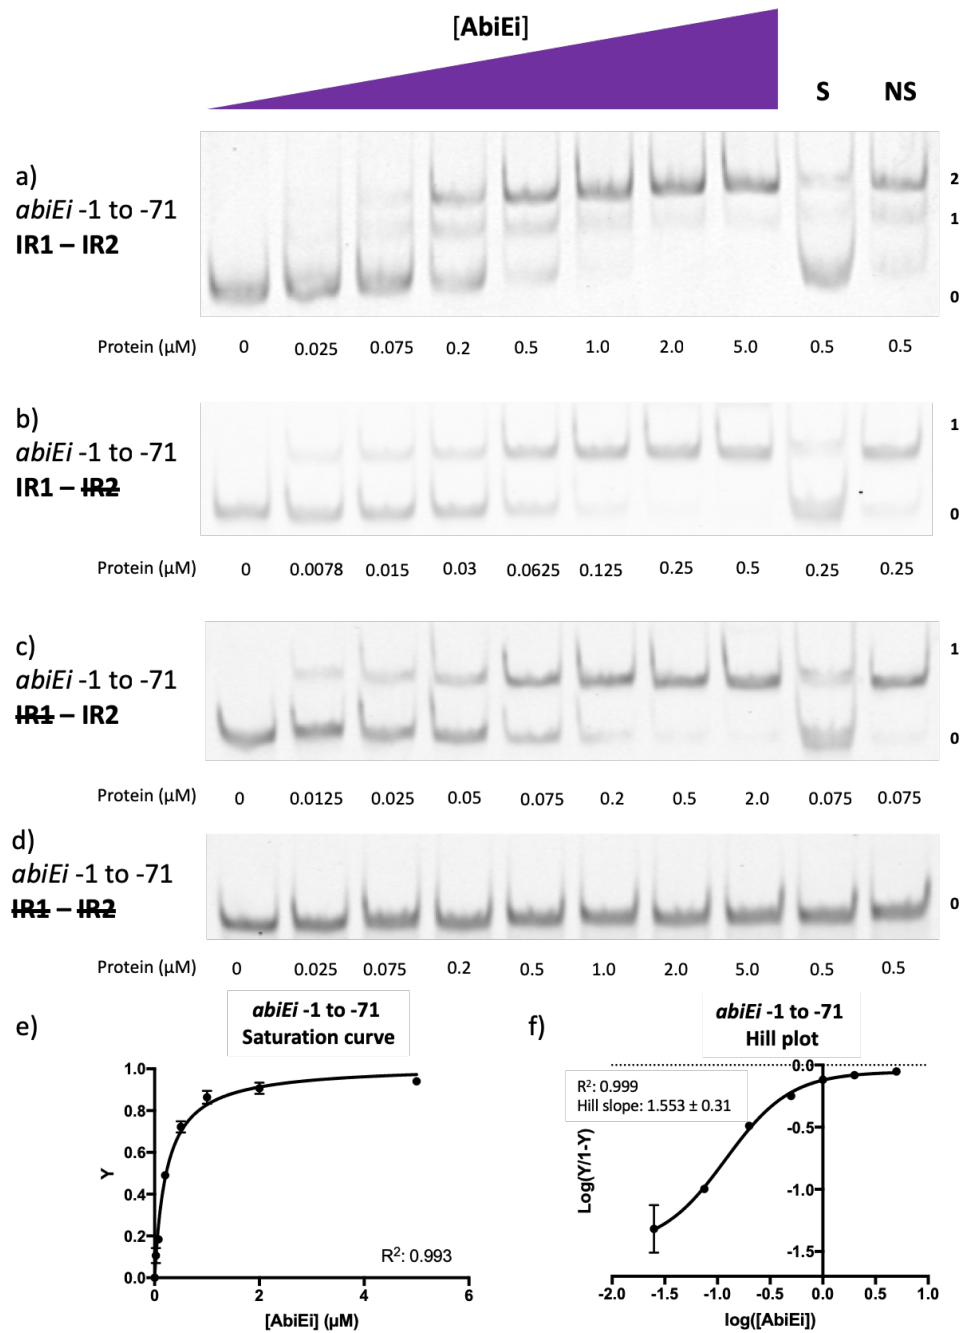 [AbiEi]
S NS
a)
abiEi -1 to -71
IR1 – IR2
2
1
0
Protein (µM) 0 0.025 0.075 0.2 0.5 1.0 2.0 5.0 0.5 0.5
b)
abiEi -1 to -71
IR1 – IR2
1
0
Protein (µM) 0 0.0078 0.015 0.03 0.0625 0.125 0.25 0.5 0.25 0.25
c)
abiEi -1 to -71
IR1 – IR2
1
0
Protein (µM) 0 0.0125 0.025 0.05 0.075 0.2 0.5 2.0 0.075 0.075
d)
abiEi -1 to -71
IR1 – IR2
0
Protein (µM) 0 0.025 0.075 0.2 0.5 1.0 2.0 5.0 0.5 0.5
e)
abiEi -1 to -71
Saturation curve
1.0
0.8
0.6
0.4
0.2
0.0
Y
R²: 0.993
0 2 4 6
[AbiEi] (µM)
f)
abiEi -1 to -71
Hill plot
R²: 0.999
Hill slope: 1.553 ± 0.31
0.0
-0.5
-1.0
-1.5
Log(Y/1-Y)
-2.0 -1.5 -1.0 -0.5 0.0 0.5 1.0
log([AbiEi])